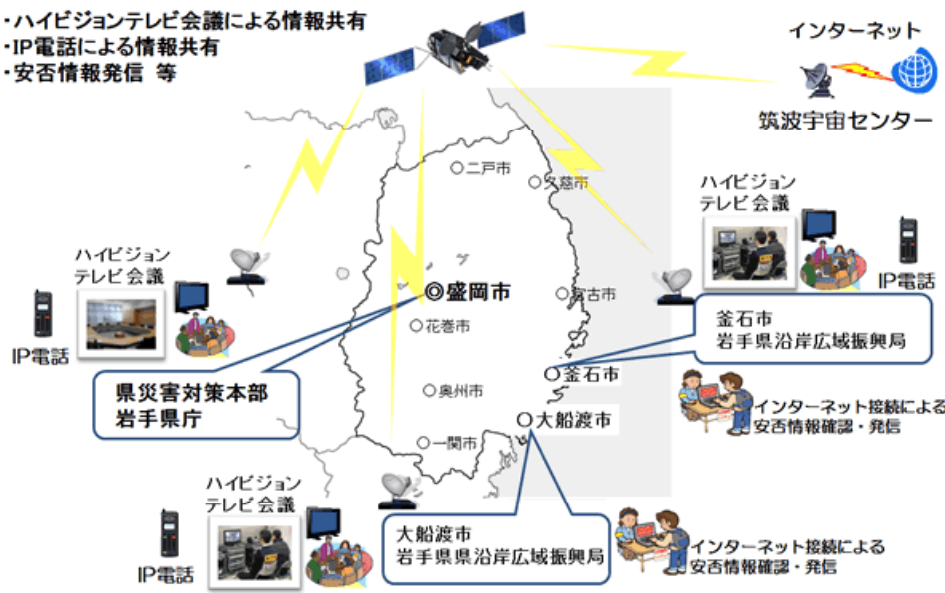 ・ハイビジョンテレビ会議による情報共有
・IP電話による情報共有
・安否情報発信 等
インターネット
筑波宇宙センター
二戸市
久慈市
ハイビジョン
テレビ会議
IP電話
ハイビジョン
テレビ会議
IP電話
盛岡市
宮古市
花巻市
釜石市
岩手県沿岸広域振興局
県災害対策本部
岩手県庁
奥州市
釜石市
大船渡市
一関市
インターネット接続による
安否情報確認・発信
ハイビジョン
テレビ会議
IP電話
大船渡市
岩手県県沿岸広域振興局
インターネット接続による
安否情報確認・発信